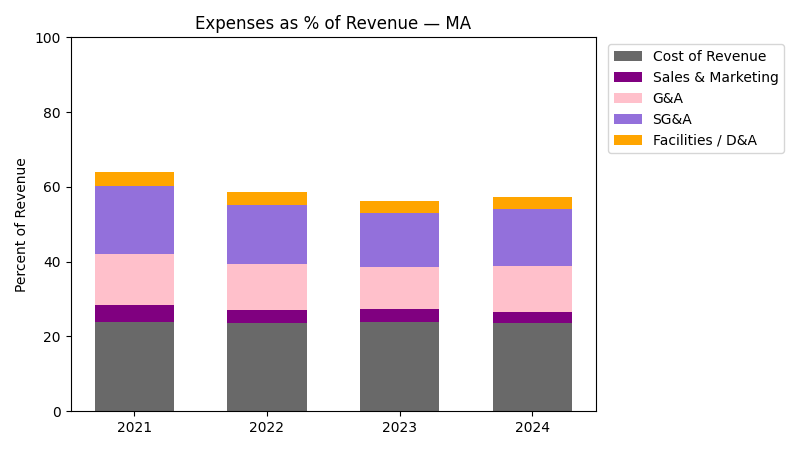 Expenses as % of Revenue — MA
Percent of Revenue
100
80
60
40
20
0
2021
2022
2023
2024
Cost of Revenue
Sales & Marketing
G&A
SG&A
Facilities / D&A